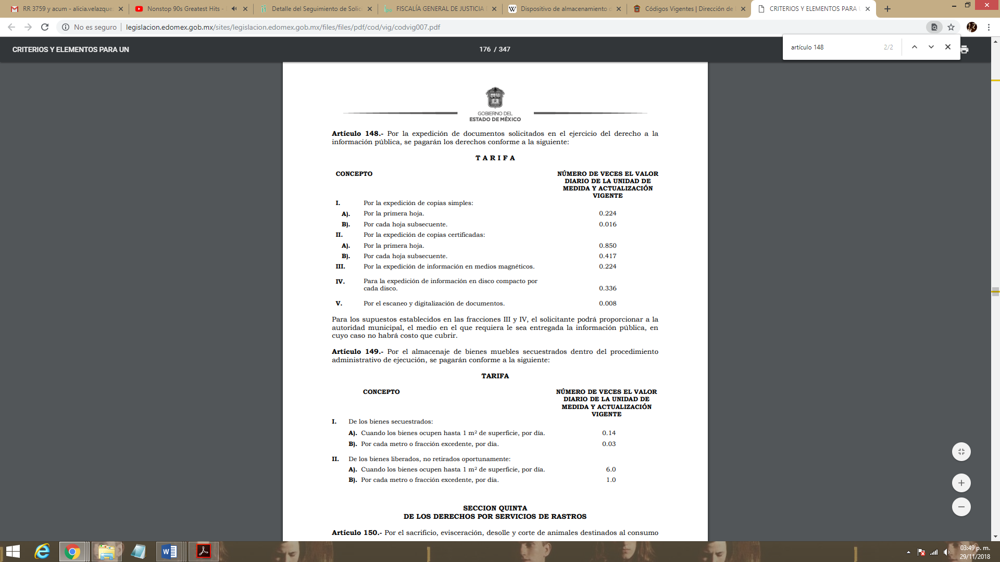 RR 3759 y acum - alicia.velazque
Nonstop 90s Greatest Hits -
Detalle del Seguimiento de Solic
FISCALÍA GENERAL DE JUSTICIA
Dispositivo de almacenamiento
Códigos Vigentes | Dirección de
CRITERIOS Y ELEMENTOS PARA
No es seguro
legislacion.edomex.gob.mx/sites/legislacion.edomex.gob.mx/files/files/pdf/cod/vig/codvig007.pdf
CRITERIOS Y ELEMENTOS PARA UN
176 / 347
artículo 148
2/2
GOBIERNO DEL
ESTADO DE MÉXICO
Artículo 148.- Por la expedición de documentos solicitados en el ejercicio del derecho a la
información pública, se pagarán los derechos conforme a la siguiente:
T A R I F A
CONCEPTO
NÚMERO DE VECES EL VALOR
DIARIO DE LA UNIDAD DE
MEDIDA Y ACTUALIZACIÓN
VIGENTE
I. Por la expedición de copias simples:
A). Por la primera hoja. 0.224
B). Por cada hoja subsecuente. 0.016
II. Por la expedición de copias certificadas:
A). Por la primera hoja. 0.850
B). Por cada hoja subsecuente. 0.417
III. Por la expedición de información en medios magnéticos. 0.224
IV. Para la expedición de información en disco compacto por
cada disco. 0.336
V. Por el escaneo y digitalización de documentos. 0.008
Para los supuestos establecidos en las fracciones III y IV, el solicitante podrá proporcionar a la
autoridad municipal, el medio en el que requiera le sea entregada la información pública, en
cuyo caso no habrá costo que cubrir.
Artículo 149.- Por el almacenaje de bienes muebles secuestrados dentro del procedimiento
administrativo de ejecución, se pagarán conforme a la siguiente:
TARIFA
CONCEPTO
NÚMERO DE VECES EL VALOR
DIARIO DE LA UNIDAD DE
MEDIDA Y ACTUALIZACIÓN
VIGENTE
I. De los bienes secuestrados:
A). Cuando los bienes ocupen hasta 1 m² de superficie, por día. 0.14
B). Por cada metro o fracción excedente, por día. 0.03
II. De los bienes liberados, no retirados oportunamente:
A). Cuando los bienes ocupen hasta 1 m² de superficie, por día. 6.0
B). Por cada metro o fracción excedente, por día. 1.0
SECCION QUINTA
DE LOS DERECHOS POR SERVICIOS DE RASTROS
Artículo 150.- Por el sacrificio, evisceración, desolle y corte de animales destinados al consumo
03:49 p. m.
29/11/2018